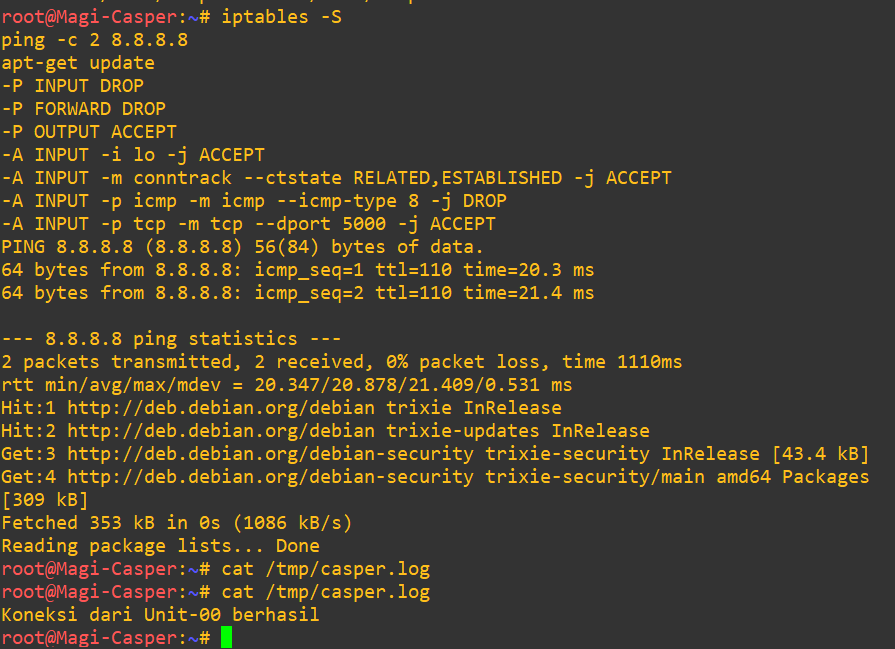 root@Magi-Casper:~# iptables -S
ping -c 2 8.8.8.8
apt-get update
-P INPUT DROP
-P FORWARD DROP
-P OUTPUT ACCEPT
-A INPUT -i lo -j ACCEPT
-A INPUT -m conntrack --ctstate RELATED,ESTABLISHED -j ACCEPT
-A INPUT -p icmp -m icmp --icmp-type 8 -j DROP
-A INPUT -p tcp -m tcp --dport 5000 -j ACCEPT
PING 8.8.8.8 (8.8.8.8) 56(84) bytes of data.
64 bytes from 8.8.8.8: icmp_seq=1 ttl=110 time=20.3 ms
64 bytes from 8.8.8.8: icmp_seq=2 ttl=110 time=21.4 ms

--- 8.8.8.8 ping statistics ---
2 packets transmitted, 2 received, 0% packet loss, time 1110ms
rtt min/avg/max/mdev = 20.347/20.878/21.409/0.531 ms
Hit:1 http://deb.debian.org/debian trixie InRelease
Hit:2 http://deb.debian.org/debian trixie-updates InRelease
Get:3 http://deb.debian.org/debian-security trixie-security InRelease [43.4 kB]
Get:4 http://deb.debian.org/debian-security trixie-security/main amd64 Packages
[309 kB]
Fetched 353 kB in 0s (1086 kB/s)
Reading package lists... Done
root@Magi-Casper:~# cat /tmp/casper.log
root@Magi-Casper:~# cat /tmp/casper.log
Koneksi dari Unit-00 berhasil
root@Magi-Casper:~#